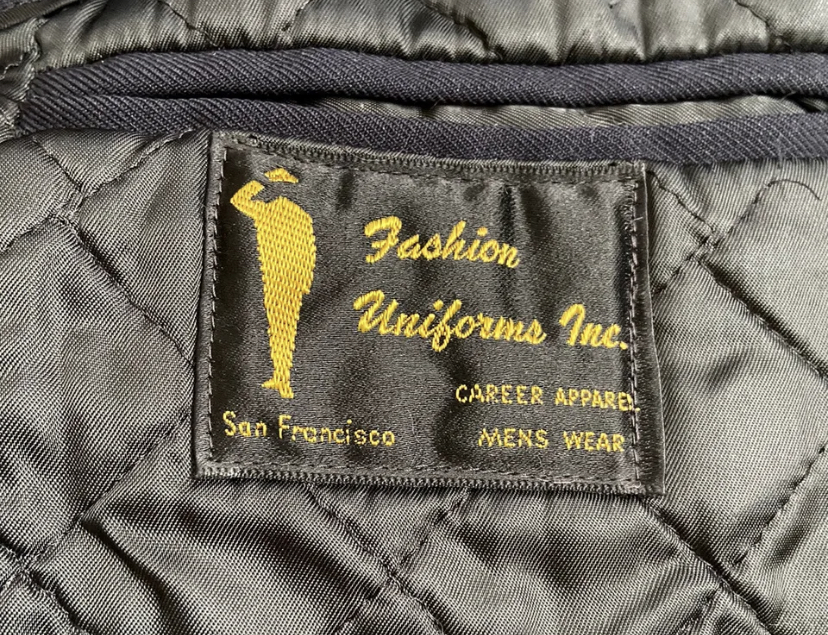 Fashion
Uniforms Inc.
CAREER APPAREL
San Francisco
MENS WEAR